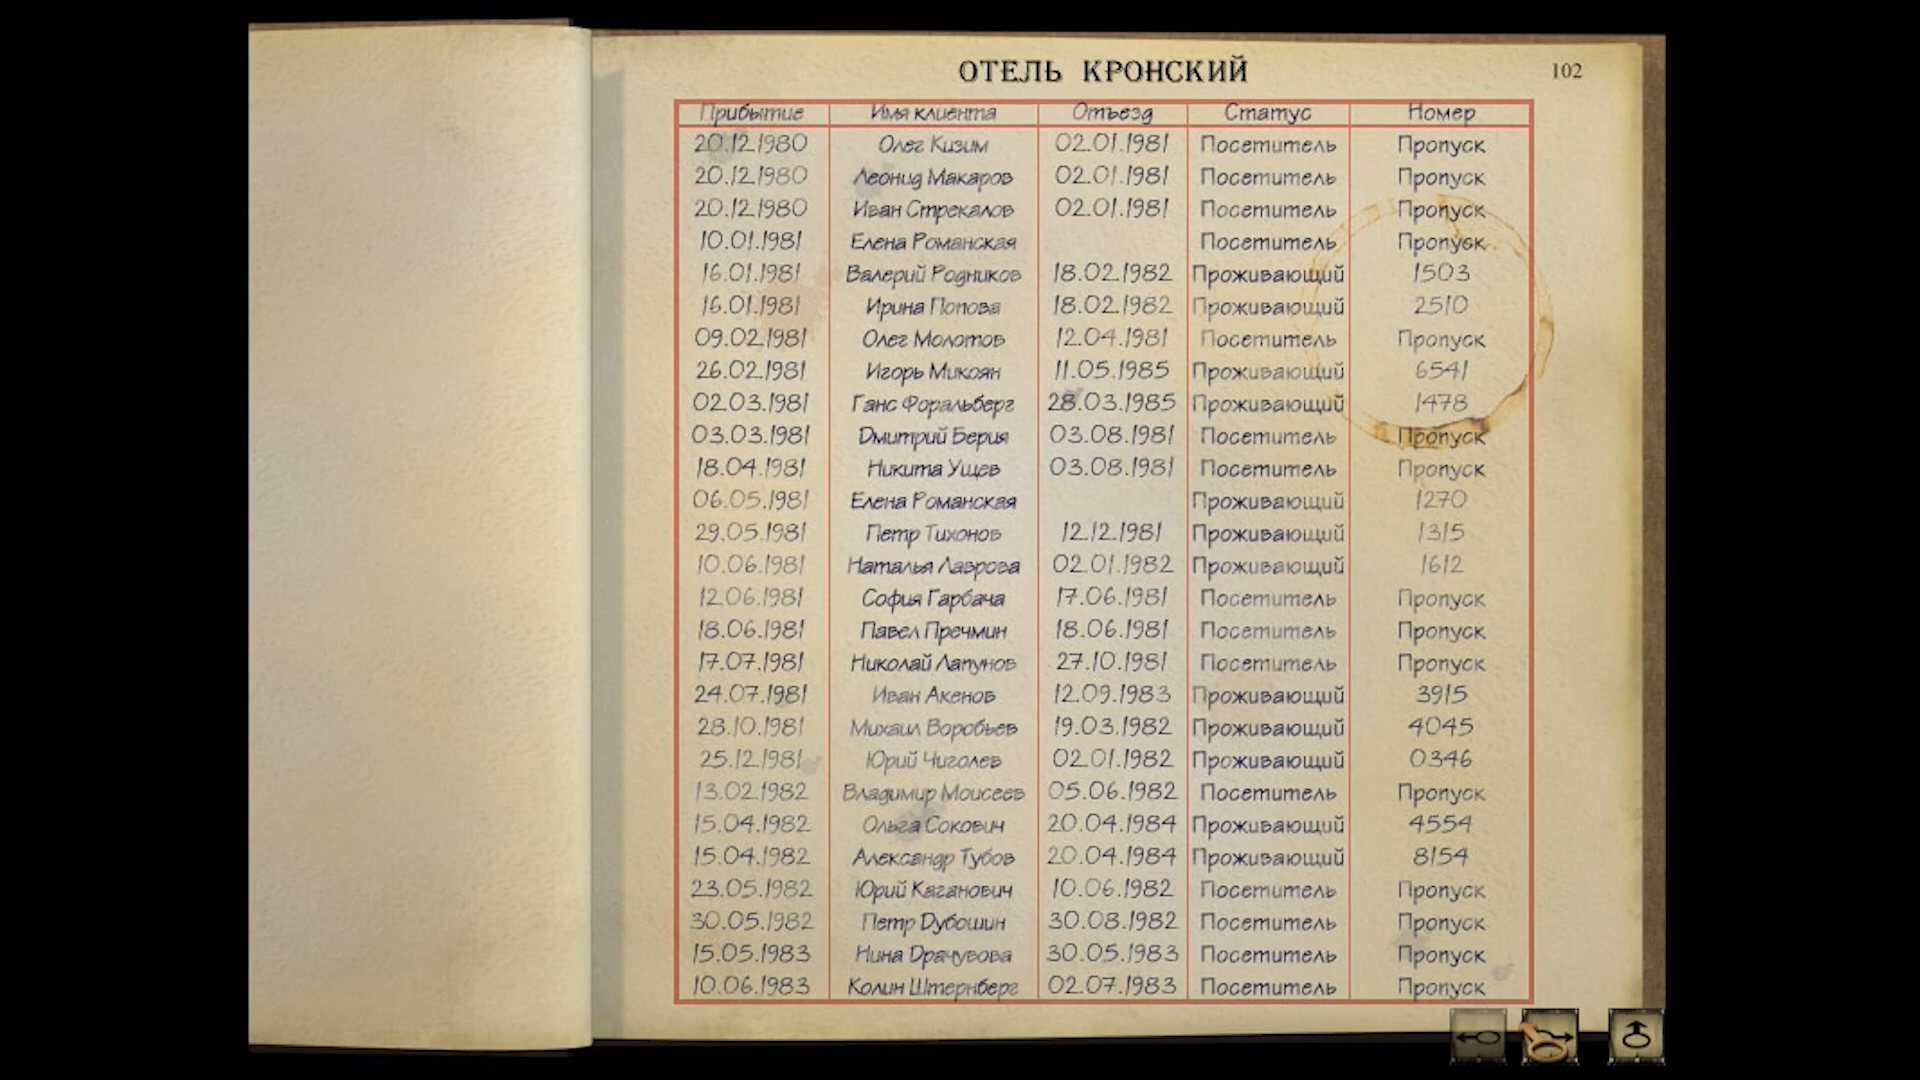 ОТЕЛЬ КРОНСКИЙ 102
Прибытие Имя клиента Отъезд Статус Номер
20.12.1980 Олег Кизим 02.01.1981 Посетитель Пропуск
20.12.1980 Леонид Макаров 02.01.1981 Посетитель Пропуск
20.12.1980 Иван Стрекалов 02.01.1981 Посетитель Пропуск
10.01.1981 Елена Романская Посетитель Пропуск
16.01.1981 Валерий Родников 18.02.1982 Проживающий 1503
16.01.1981 Ирина Попова 18.02.1982 Проживающий 2510
09.02.1981 Олег Молотов 12.04.1981 Посетитель Пропуск
26.02.1981 Игорь Микоян 11.05.1985 Проживающий 6541
02.03.1981 Ганс Форальберг 28.03.1985 Проживающий 1478
03.03.1981 Дмитрий Берия 03.08.1981 Посетитель Пропуск
18.04.1981 Никита Ущев 03.08.1981 Посетитель Пропуск
06.05.1981 Елена Романская Проживающий 1270
29.05.1981 Петр Тихонов 12.12.1981 Проживающий 1315
10.06.1981 Наталья Лаврова 02.01.1982 Проживающий 1612
12.06.1981 София Гарбача 17.06.1981 Посетитель Пропуск
18.06.1981 Павел Пречмин 18.06.1981 Посетитель Пропуск
17.07.1981 Николай Лапунов 27.10.1981 Посетитель Пропуск
24.07.1981 Иван Акенов 12.09.1983 Проживающий 3915
28.10.1981 Михаил Воробьев 19.03.1982 Проживающий 4045
25.12.1981 Юрий Чиголев 02.01.1982 Проживающий 0346
13.02.1982 Владимир Моисеев 05.06.1982 Посетитель Пропуск
15.04.1982 Ольга Сокович 20.04.1984 Проживающий 4554
15.04.1982 Александр Тубов 20.04.1984 Проживающий 8154
23.05.1982 Юрий Каганович 10.06.1982 Посетитель Пропуск
30.05.1982 Петр Дубошин 30.08.1982 Посетитель Пропуск
15.05.1983 Нина Драчувова 30.05.1983 Посетитель Пропуск
10.06.1983 Колин Штернберг 02.07.1983 Посетитель Пропуск